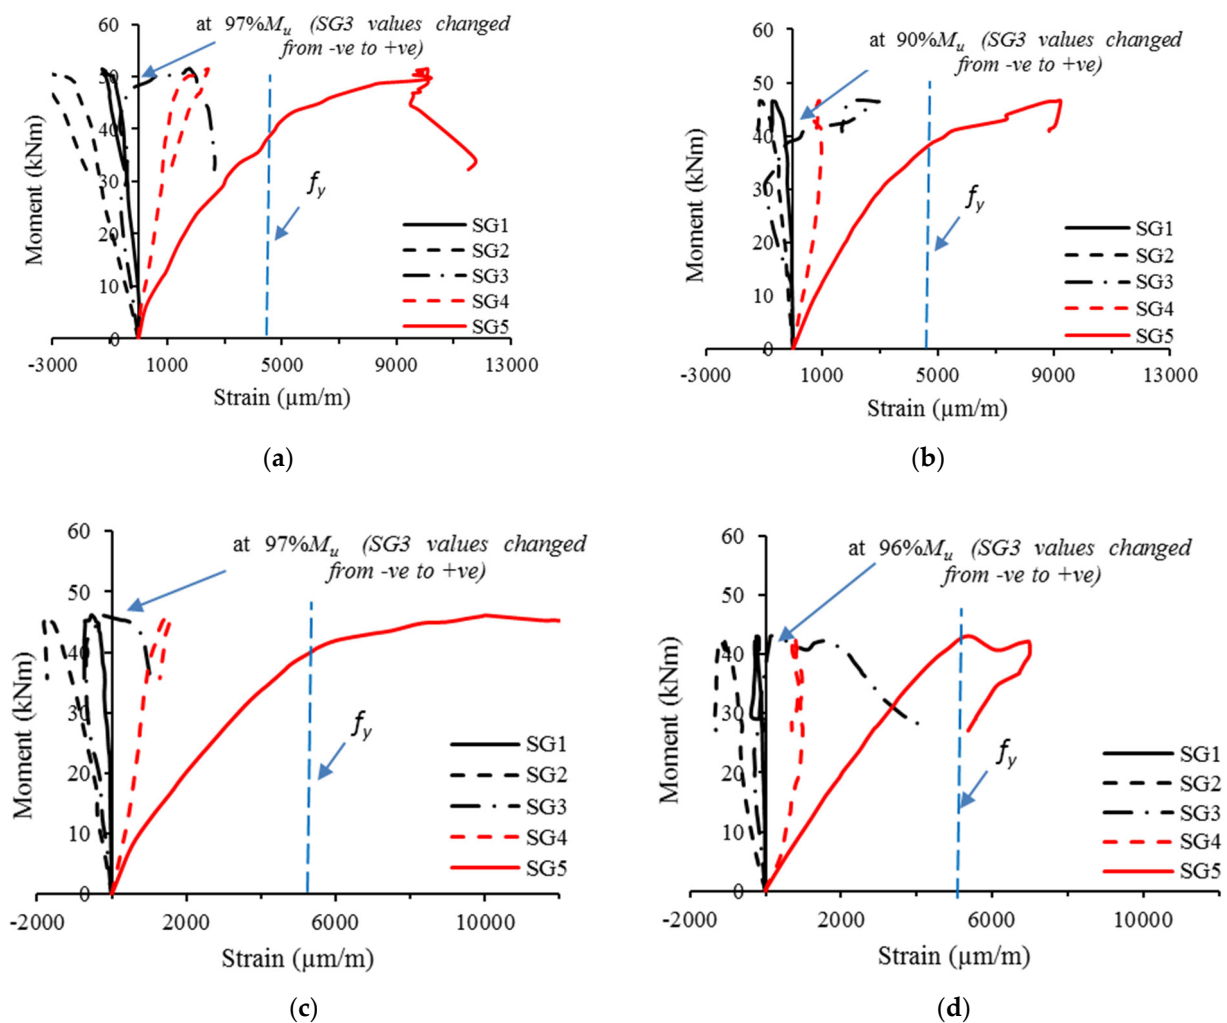 at 97%Mu (SG3 values changed
from -ve to +ve)
60
50
40
30
20
10
0
Moment (kNm)
fy
SG1
SG2
SG3
SG4
SG5
-3000 1000 5000 9000 13000
Strain (µm/m)
(a)
at 90%Mu (SG3 values changed
from -ve to +ve)
60
50
40
30
20
10
0
Moment (kNm)
fy
SG1
SG2
SG3
SG4
SG5
-3000 1000 5000 9000 13000
Strain (µm/m)
(b)
at 97%Mu (SG3 values changed
from -ve to +ve)
60
50
40
30
20
10
0
Moment (kNm)
fy
SG1
SG2
SG3
SG4
SG5
-2000 2000 6000 10000
Strain (µm/m)
(c)
at 96%Mu (SG3 values changed
from -ve to +ve)
60
50
40
30
20
10
0
Moment (kNm)
fy
SG1
SG2
SG3
SG4
SG5
-2000 2000 6000 10000
Strain (µm/m)
(d)